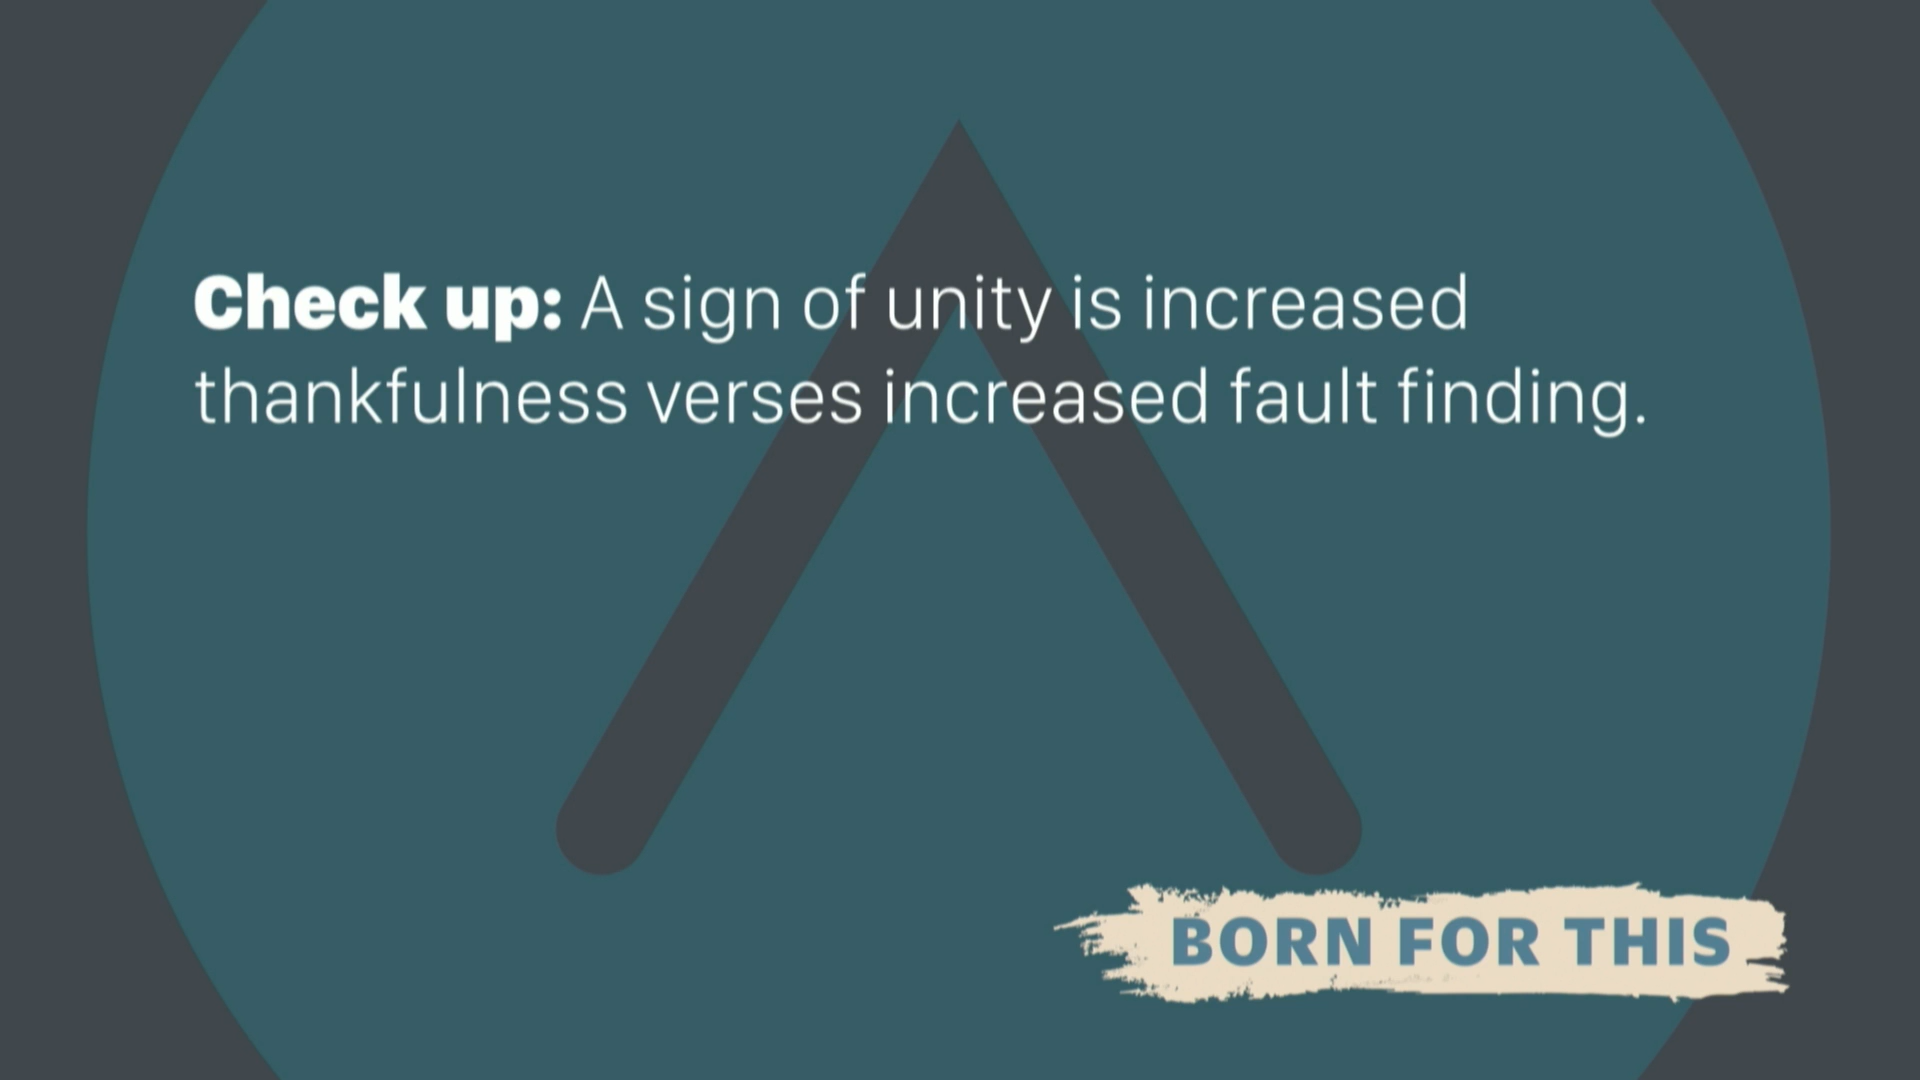 Check up: A sign of unity is increased
thankfulness verses increased fault finding.
BORN FOR THIS